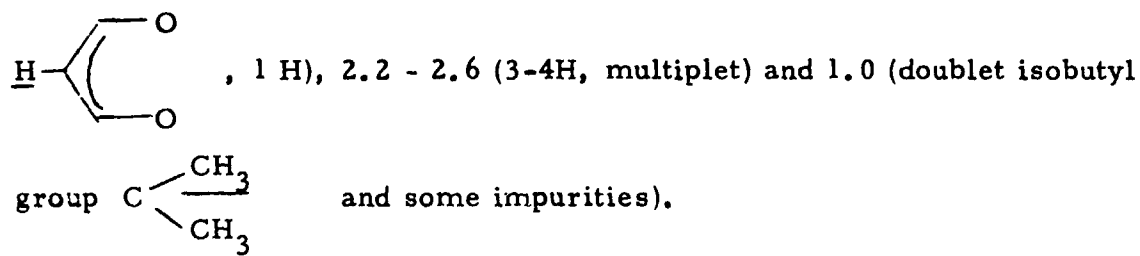 O
H , 1 H), 2.2 - 2.6 (3-4H, multiplet) and 1.0 (doublet isobutyl
O
CH3
group C and some impurities).
CH3